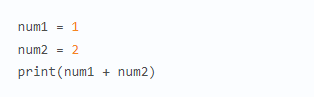 num1 = 1
num2 = 2
print(num1 + num2)